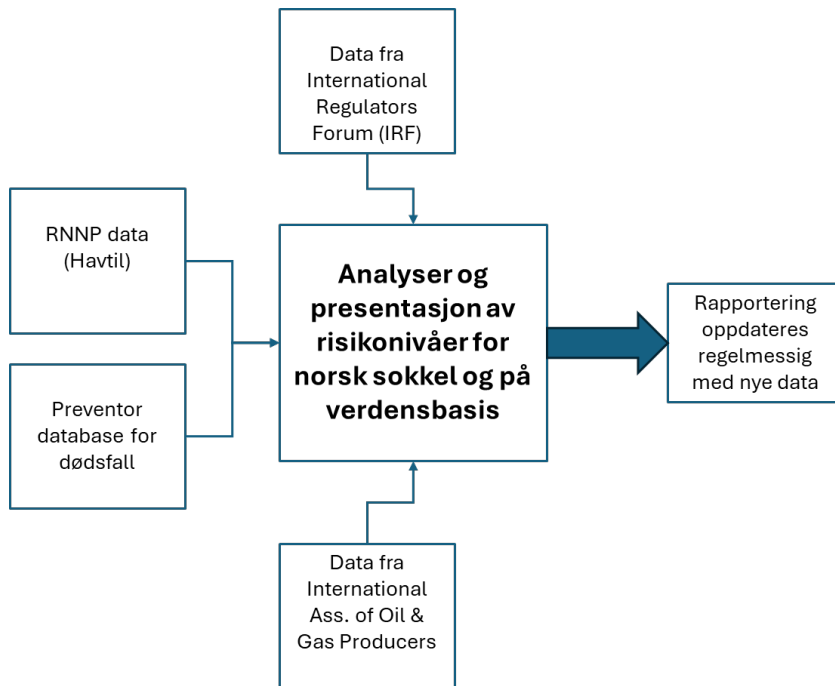 Data fra
International
Regulators
Forum (IRF)
RNNP data
(Havtil)
Preventor
database for
dødsfall
Analyser og
presentasjon av
risikonivåer for
norsk sokkel og på
verdensbasis
Rapportering
oppdateres
regelmessig
med nye data
Data fra
International
Ass. of Oil &
Gas Producers